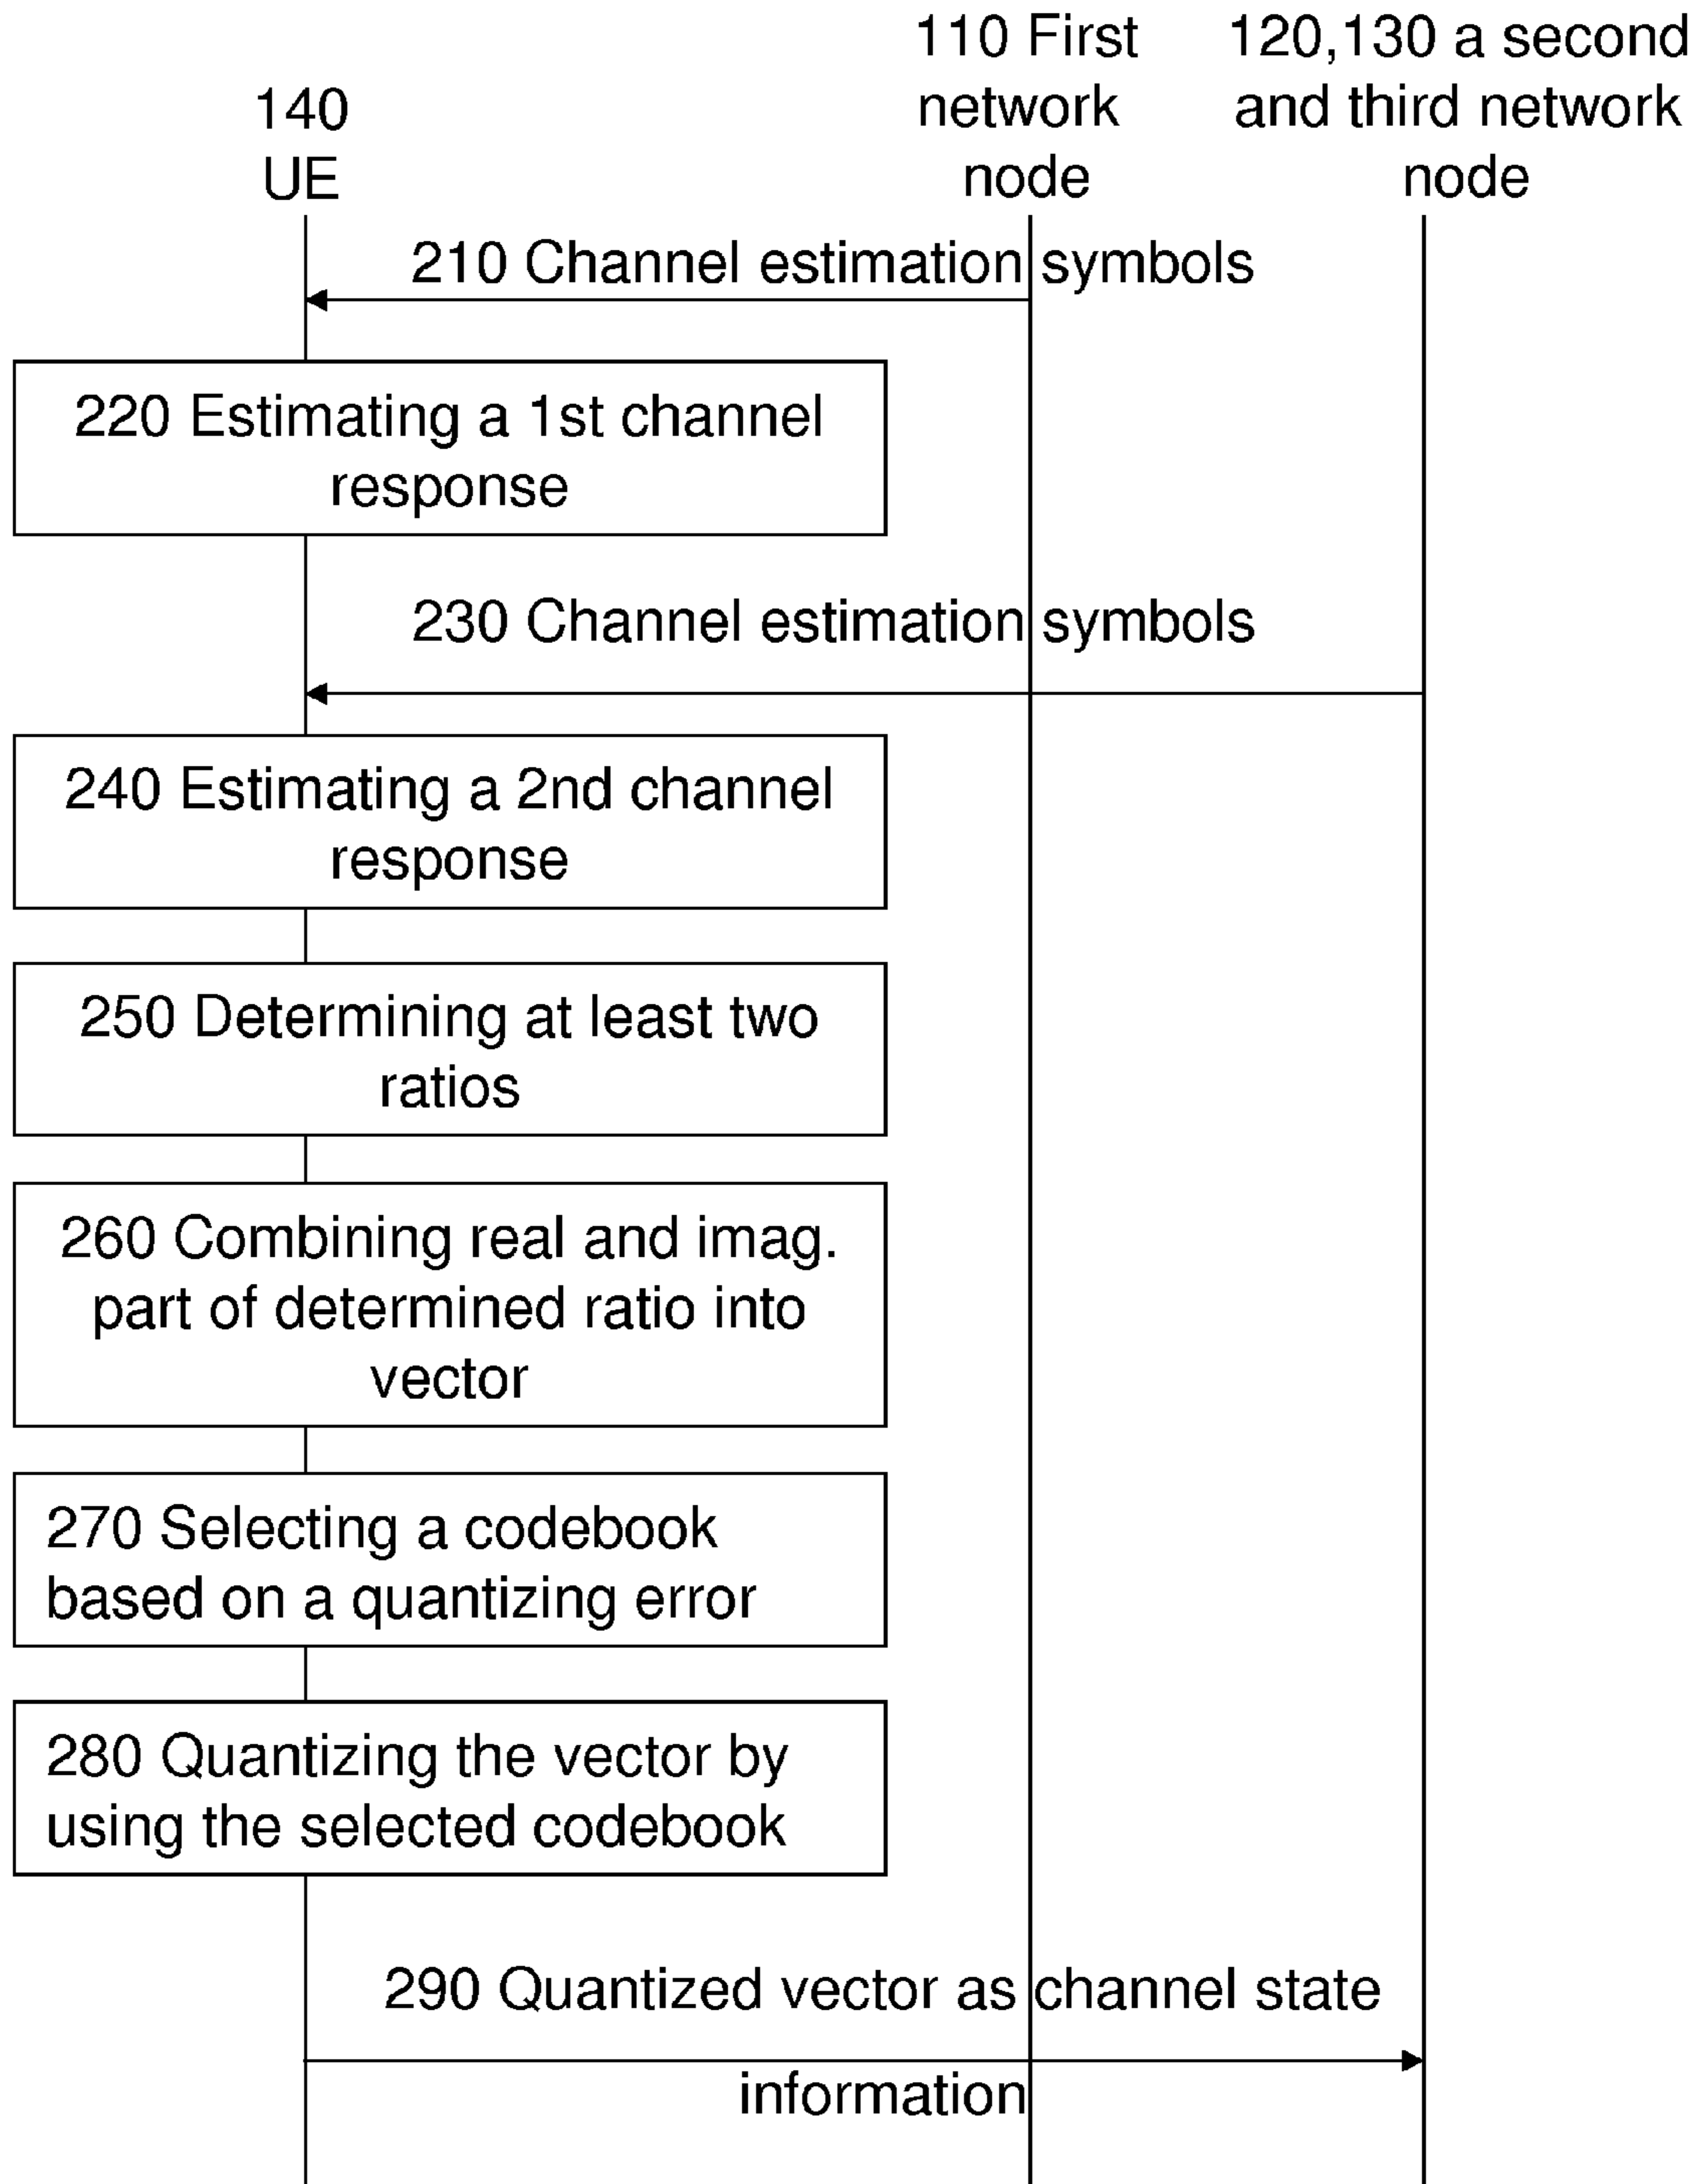 140
UE
110 First
network
node
120,130 a second
and third network
node
210 Channel estimation symbols
220 Estimating a 1st channel
response
230 Channel estimation symbols
240 Estimating a 2nd channel
response
250 Determining at least two
ratios
260 Combining real and imag.
part of determined ratio into
vector
270 Selecting a codebook
based on a quantizing error
280 Quantizing the vector by
using the selected codebook
290 Quantized vector as channel state
information